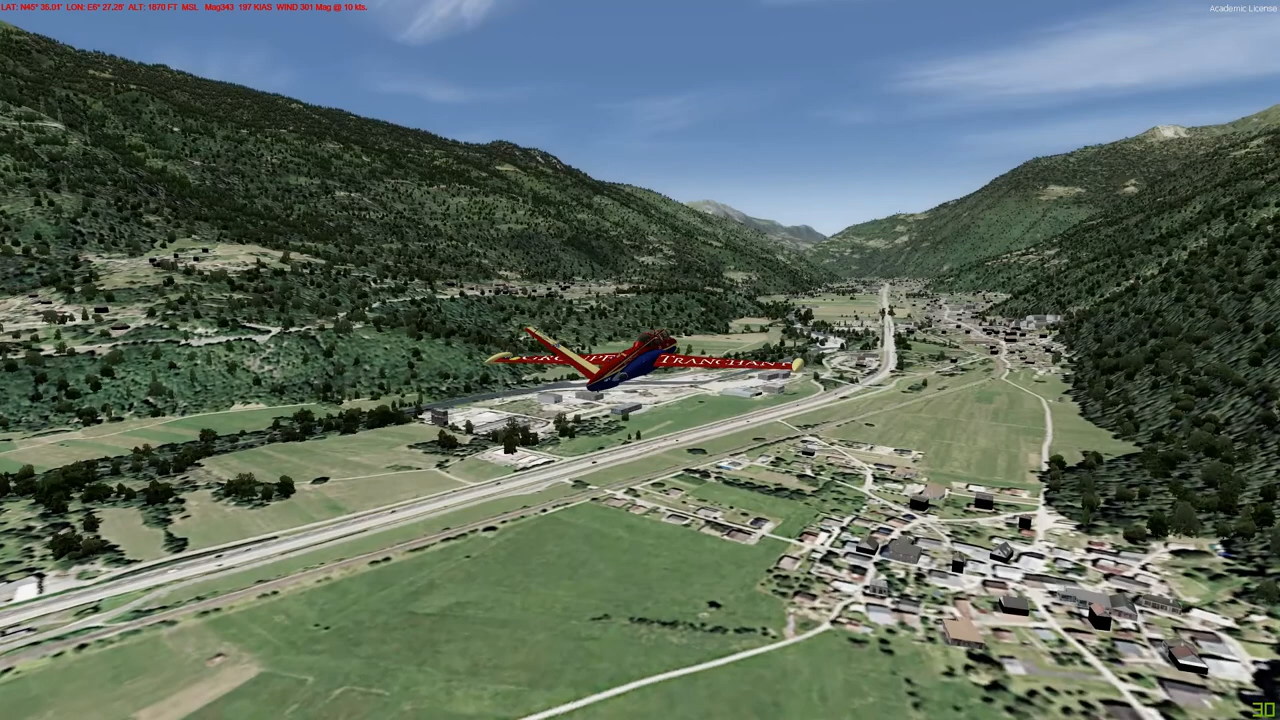 LAT: N45° 35.01' LON: E6° 27.26' ALT: 1870 FT MSL Mag343 197 KIAS WIND 301 Mag @ 10 kts.
Academic License
TRANCHANT
30